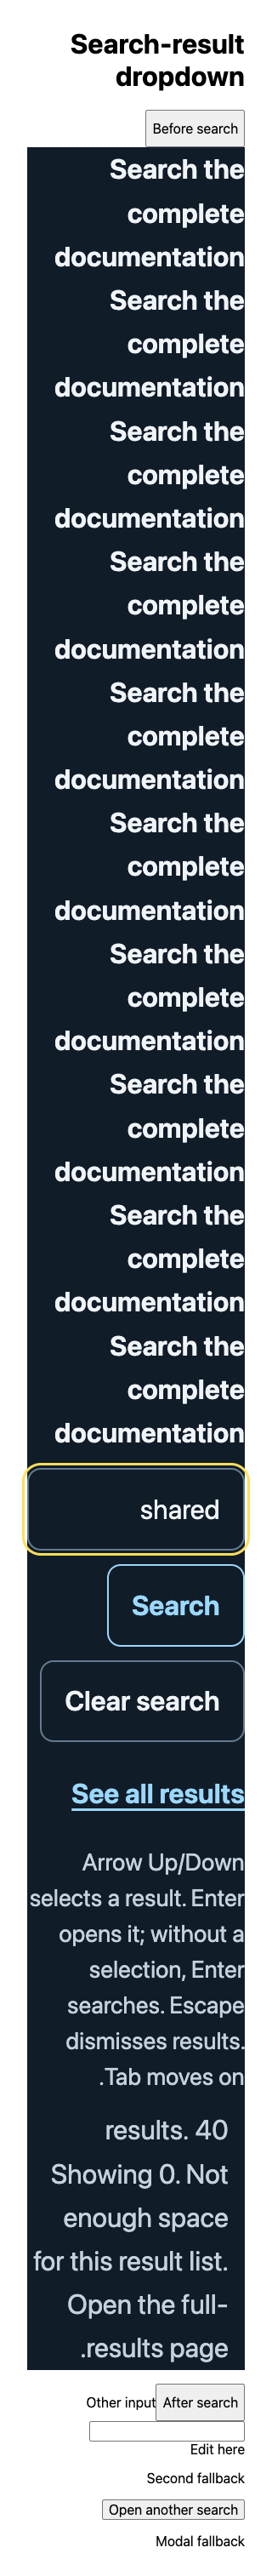 Search-result
dropdown
Before search
Search the
complete
documentation
Search the
complete
documentation
Search the
complete
documentation
Search the
complete
documentation
Search the
complete
documentation
Search the
complete
documentation
Search the
complete
documentation
Search the
complete
documentation
Search the
complete
documentation
Search the
complete
documentation
shared
Search
Clear search
See all results
Arrow Up/Down
selects a result. Enter
opens it; without a
selection, Enter
searches. Escape
dismisses results.
.Tab moves on
results. 40
Showing 0. Not
enough space
for this result list.
Open the full-
.results page
Other input After search
Edit here
Second fallback
Open another search
Modal fallback